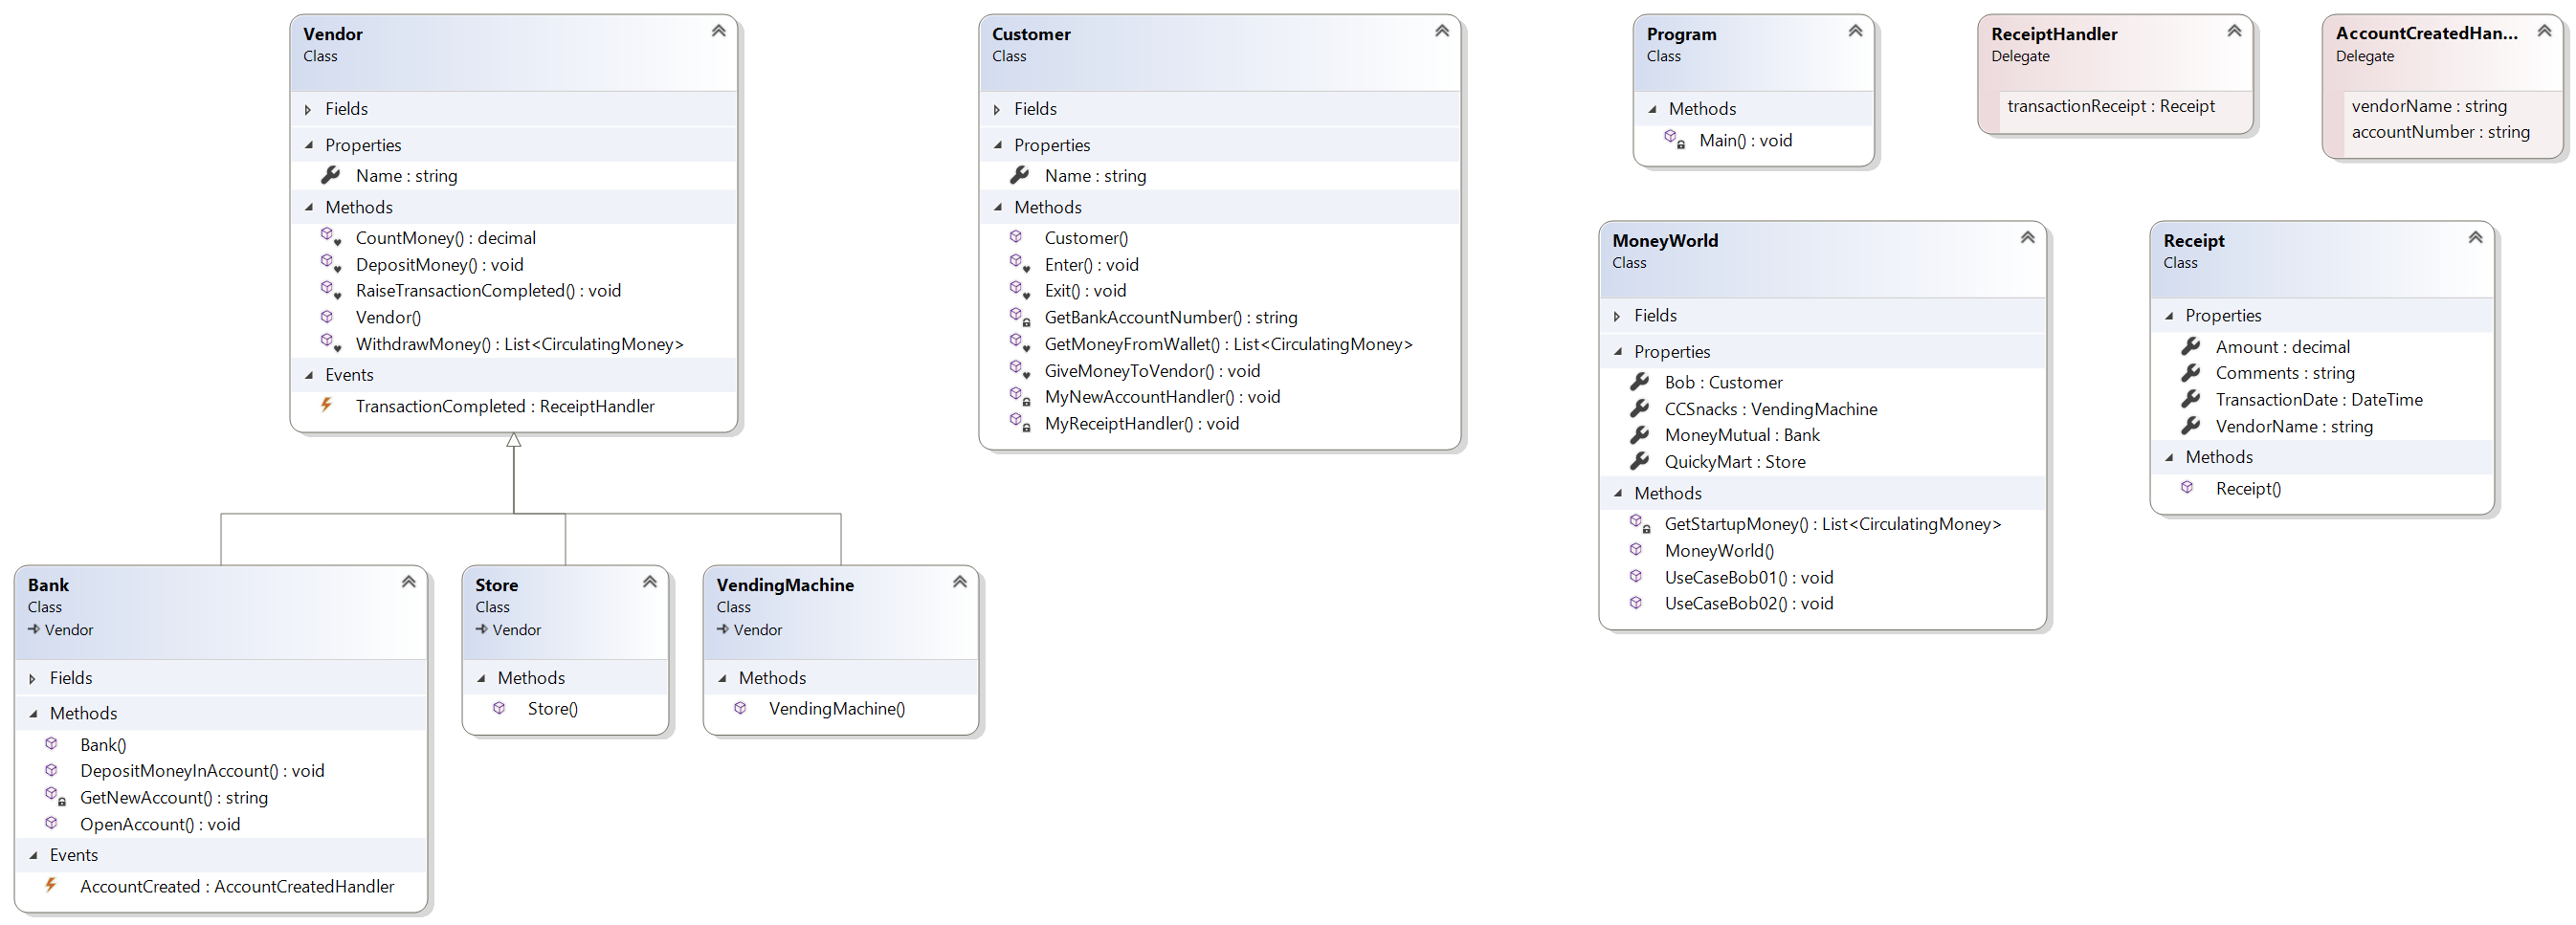 Vendor
Class
Fields
Properties
Name : string
Methods
CountMoney() : decimal
DepositMoney() : void
RaiseTransactionCompleted() : void
Vendor()
WithdrawMoney() : List<CirculatingMoney>
Events
TransactionCompleted : ReceiptHandler
Customer
Class
Fields
Properties
Name : string
Methods
Customer()
Enter() : void
Exit() : void
GetBankAccountNumber() : string
GetMoneyFromWallet() : List<CirculatingMoney>
GiveMoneyToVendor() : void
MyNewAccountHandler() : void
MyReceiptHandler() : void
Program
Class
Methods
Main() : void
ReceiptHandler
Delegate
transactionReceipt : Receipt
AccountCreatedHan...
Delegate
vendorName : string
accountNumber : string
MoneyWorld
Class
Fields
Properties
Bob : Customer
CCSnacks : VendingMachine
MoneyMutual : Bank
QuickyMart : Store
Methods
GetStartupMoney() : List<CirculatingMoney>
MoneyWorld()
UseCaseBob01() : void
UseCaseBob02() : void
Receipt
Class
Properties
Amount : decimal
Comments : string
TransactionDate : DateTime
VendorName : string
Methods
Receipt()
Bank
Class
Vendor
Fields
Methods
Bank()
DepositMoneyInAccount() : void
GetNewAccount() : string
OpenAccount() : void
Events
AccountCreated : AccountCreatedHandler
Store
Class
Vendor
Methods
Store()
VendingMachine
Class
Vendor
Methods
VendingMachine()